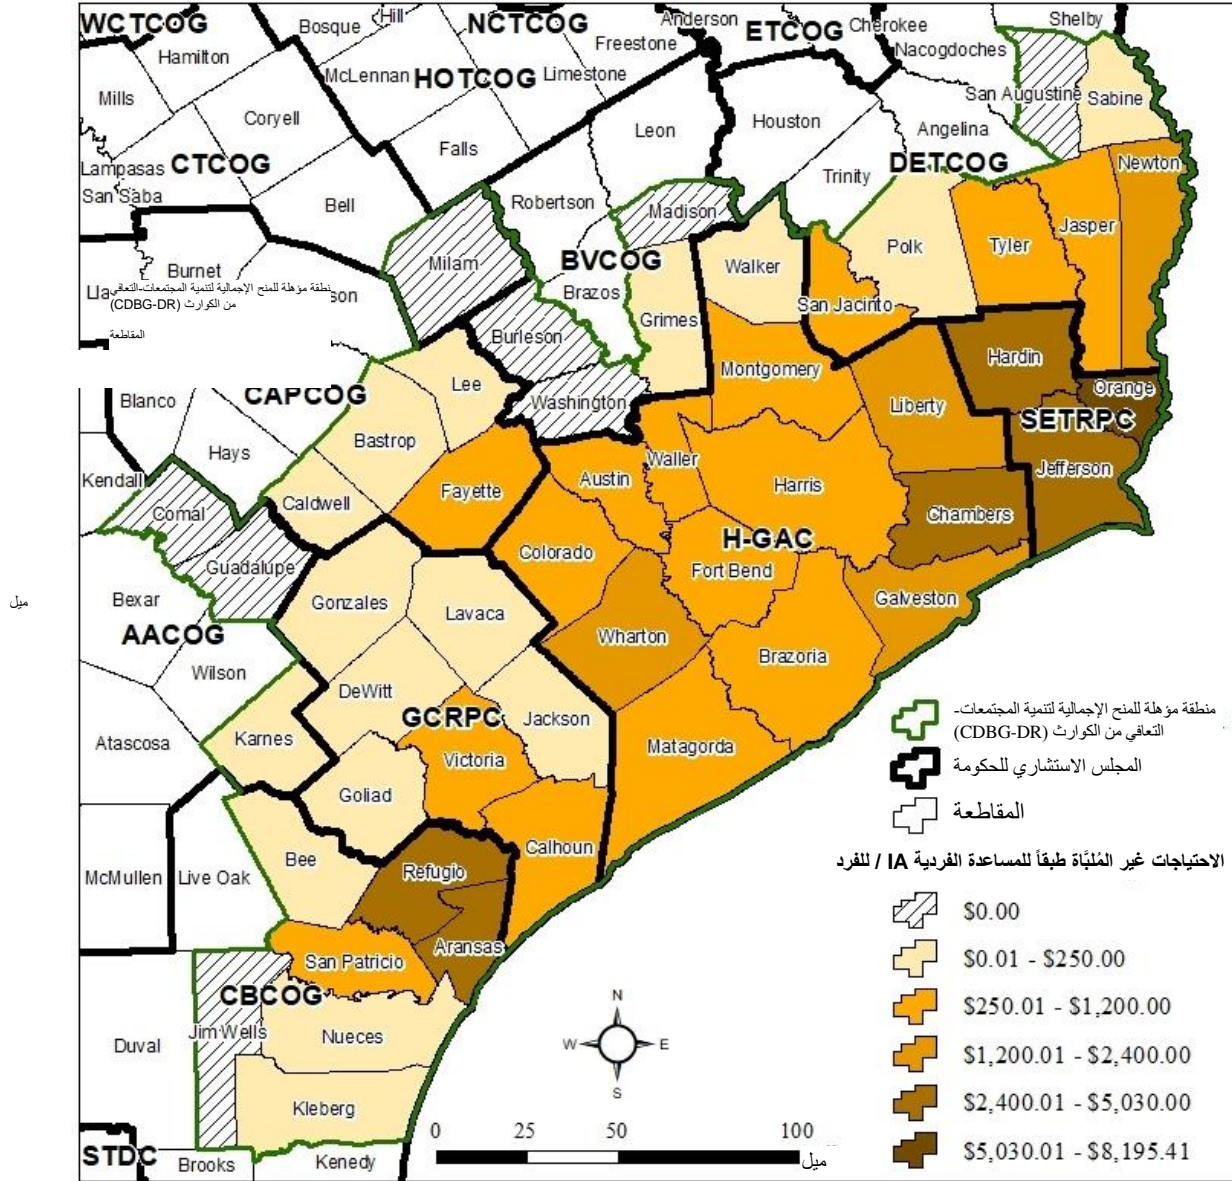 WCTCOG
Hill
Bosque
NCTCOG
Anderson
ETCOG
Cherokee
Shelby
Hamilton
Freestone
Nacogdoches
McLennan
HOTCOG
Limestone
San Augustine
Sabine
Mills
Coryell
Leon
Houston
Angelina
Falls
Lampasas
CTCOG
DETCOG
Newton
San Saba
Bell
Trinity
Robertson
Madison
Jasper
Polk
Tyler
Milam
BVCOG
Walker
Burnet
Lla
son
نطقة مؤهلة للمنح الإجمالية لتنمية المجتمعات-التعافي
من الكوارث (CDBG-DR)
المقاطعة
Brazos
San Jacinto
Grimes
Burleson
Hardin
Montgomery
Lee
Orange
CAPCOG
Blanco
Washington
Liberty
SETRPC
Bastrop
Hays
Waller
Jefferson
Kendall
Austin
Harris
Fayette
Caldwell
Comal
Chambers
H-GAC
Colorado
Guadalupe
Fort Bend
Bexar
ميل
Gonzales
Galveston
Lavaca
AACOG
Wharton
Brazoria
Wilson
DeWitt
GCRPC
Jackson
Karnes
Atascosa
Matagorda
Victoria
Goliad
Calhoun
Bee
Refugio
McMullen
Live Oak
Aransas
San Patricio
CBCOG
Jim Wells
Nueces
Duval
Kleberg
STDC
Brooks
Kenedy
N
W
E
S
0 25 50 100
ميل
منطقة مؤهلة للمنح الإجمالية لتنمية المجتمعات-
التعافي من الكوارث (CDBG-DR)
المجلس الاستشاري للحكومة
المقاطعة
الاحتياجات غير المُلبَّاة طبقاً للمساعدة الفردية IA / للفرد
$0.00
$0.01 - $250.00
$250.01 - $1,200.00
$1,200.01 - $2,400.00
$2,400.01 - $5,030.00
$5,030.01 - $8,195.41